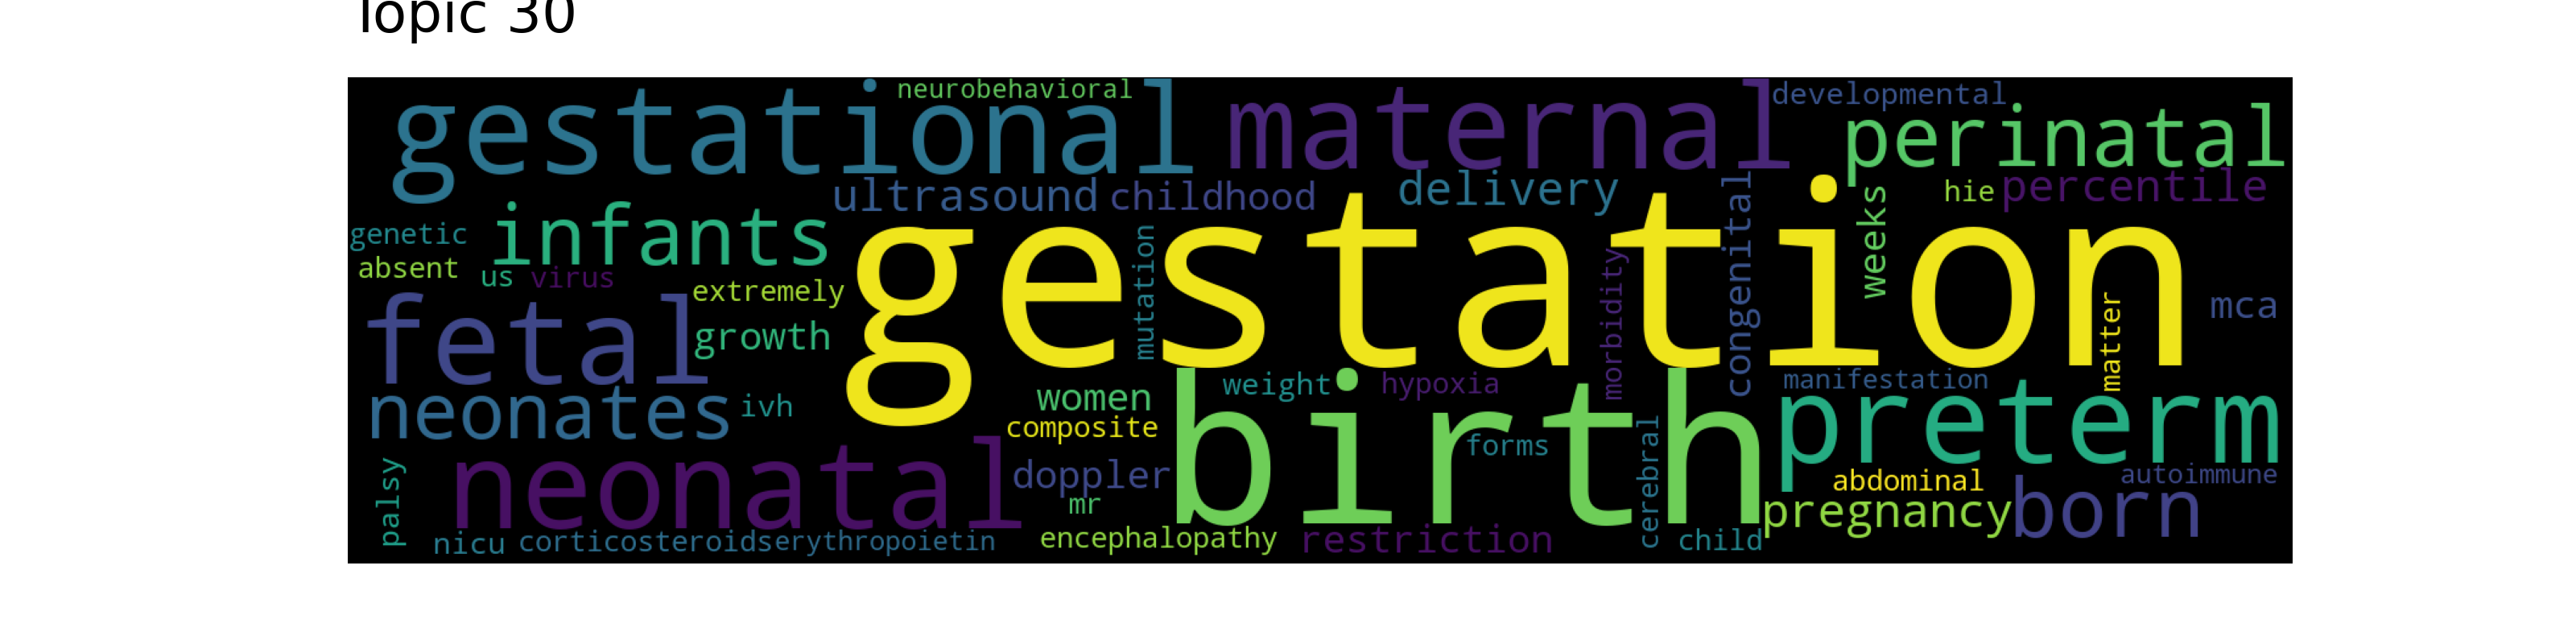 Topic 30
neurobehavioral
gestational maternal developmental
perinatal
ultrasound childhood delivery
hie percentile
genetic infants
absent us virus
gestation
mutation
morbidity
congenital
weeks
extremely
fetal growth
matter
mca
neonates ivh
women weight hypoxia manifestation
composite
birth
preterm
forms
cerebral
palsy
neonatal doppler
mr
abdominal autoimmune
pregnancy born
nicu corticosteroids erythropoietin encephalopathy restriction child